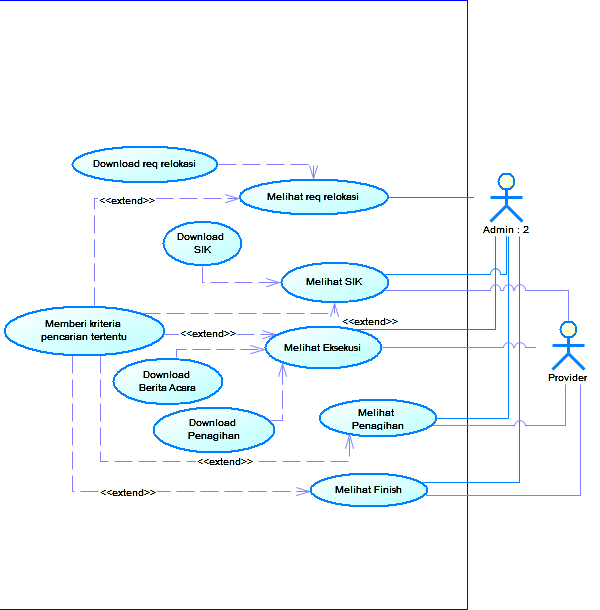 Download req relokasi
<<extend>>
Melihat req relokasi
Admin : 2
Download
SIK
Melihat SIK
<<extend>>
Memberi kriteria
pencarian tertentu
<<extend>>
Melihat Eksekusi
Provider
Download
Berita Acara
Download
Penagihan
Melihat
Penagihan
<<extend>>
<<extend>>
Melihat Finish